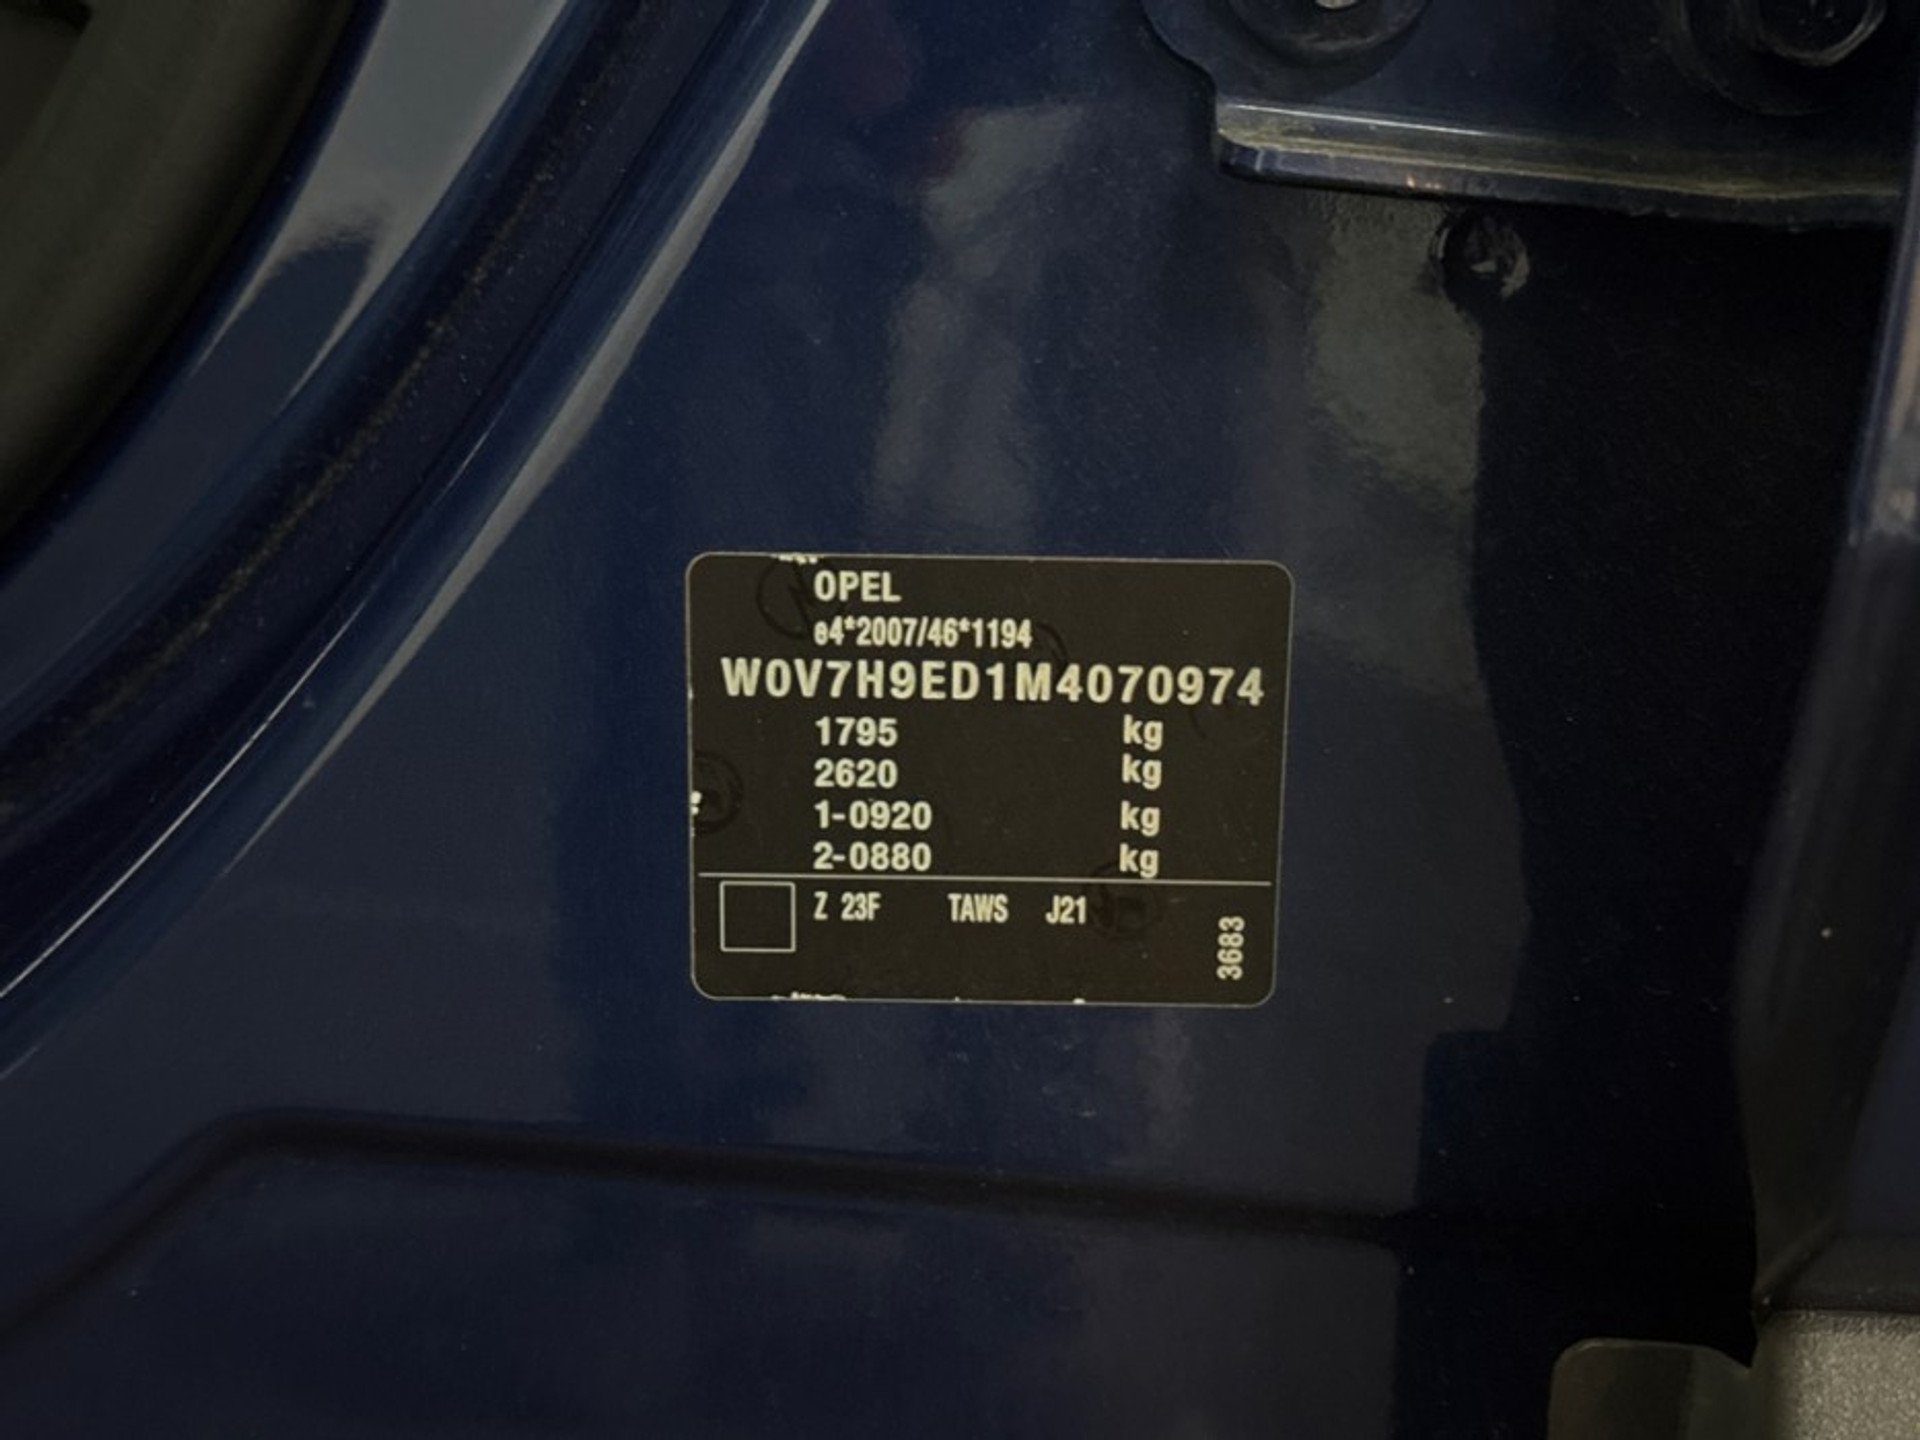 OPEL
e4*2007/46*1194
W0V7H9ED1M4070974
1795 kg
2620 kg
1-0920 kg
2-0880 kg
Z 23F TAWS J21
3683